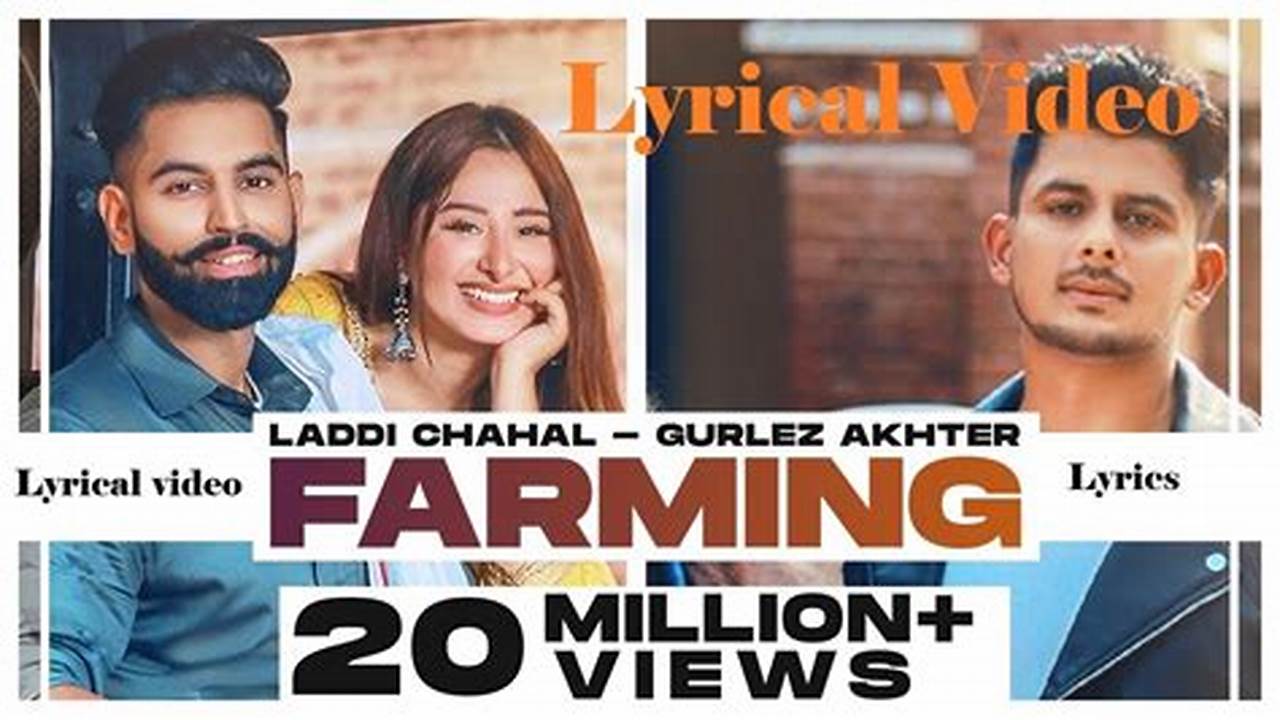 Lyrical Video
LADDI CHAHAL – GURLEZ AKHTER
Lyrical video
FARMING
Lyrics
20 MILLION+
VIEWS